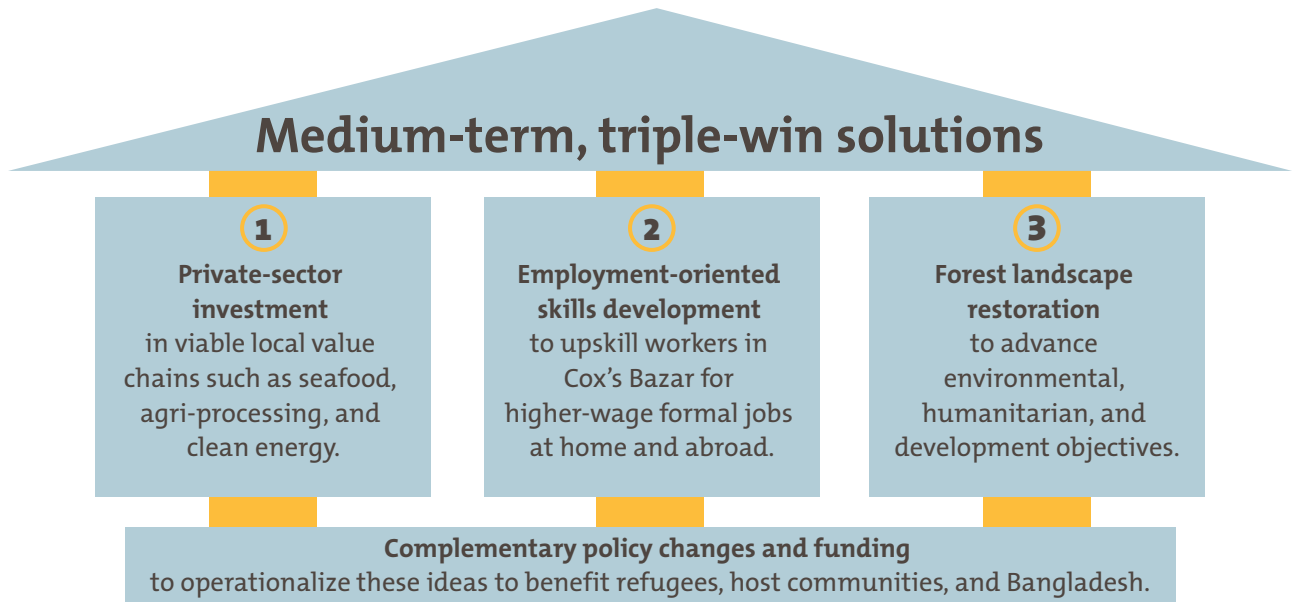 Medium-term, triple-win solutions
1
Private-sector
investment
in viable local value
chains such as seafood,
agri-processing, and
clean energy.
2
Employment-oriented
skills development
to upskill workers in
Cox's Bazar for
higher-wage formal jobs
at home and abroad.
3
Forest landscape
restoration
to advance
environmental,
humanitarian, and
development objectives.
Complementary policy changes and funding
to operationalize these ideas to benefit refugees, host communities, and Bangladesh.